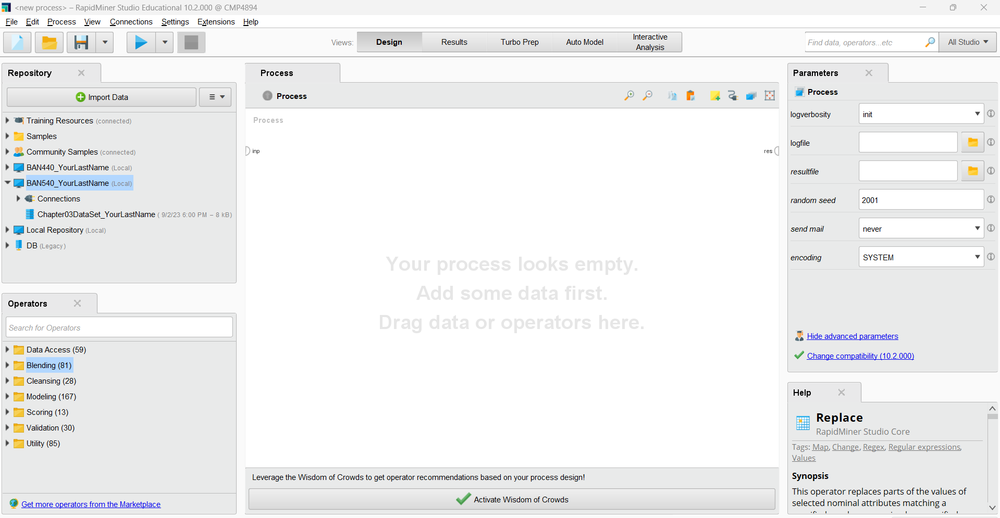 <new process> – RapidMiner Studio Educational 10.2.000 @ CMP4894
File Edit Process View Connections Settings Extensions Help
Views: Design Results Turbo Prep Auto Model Interactive Analysis
Find data, operators...etc All Studio
Repository
Import Data
Training Resources (connected)
Samples
Community Samples (connected)
BAN440_YourLastName (Local)
BAN540_YourLastName (Local)
Connections
Chapter03DataSet_YourLastName ( 9/2/23 6:00 PM – 8 kB)
Local Repository (Local)
DB (Legacy)
Operators
Search for Operators
Data Access (59)
Blending (81)
Cleansing (28)
Modeling (167)
Scoring (13)
Validation (30)
Utility (85)
Get more operators from the Marketplace
Process
Process
Process
inp
res
Your process looks empty.
Add some data first.
Drag data or operators here.
Leverage the Wisdom of Crowds to get operator recommendations based on your process design!
Activate Wisdom of Crowds
Parameters
Process
logverbosity init
logfile
resultfile
random seed 2001
send mail never
encoding SYSTEM
Hide advanced parameters
Change compatibility (10.2.000)
Help
Replace
RapidMiner Studio Core
Tags: Map, Change, Regex, Regular expressions,
Values
Synopsis
This operator replaces parts of the values of
selected nominal attributes matching a